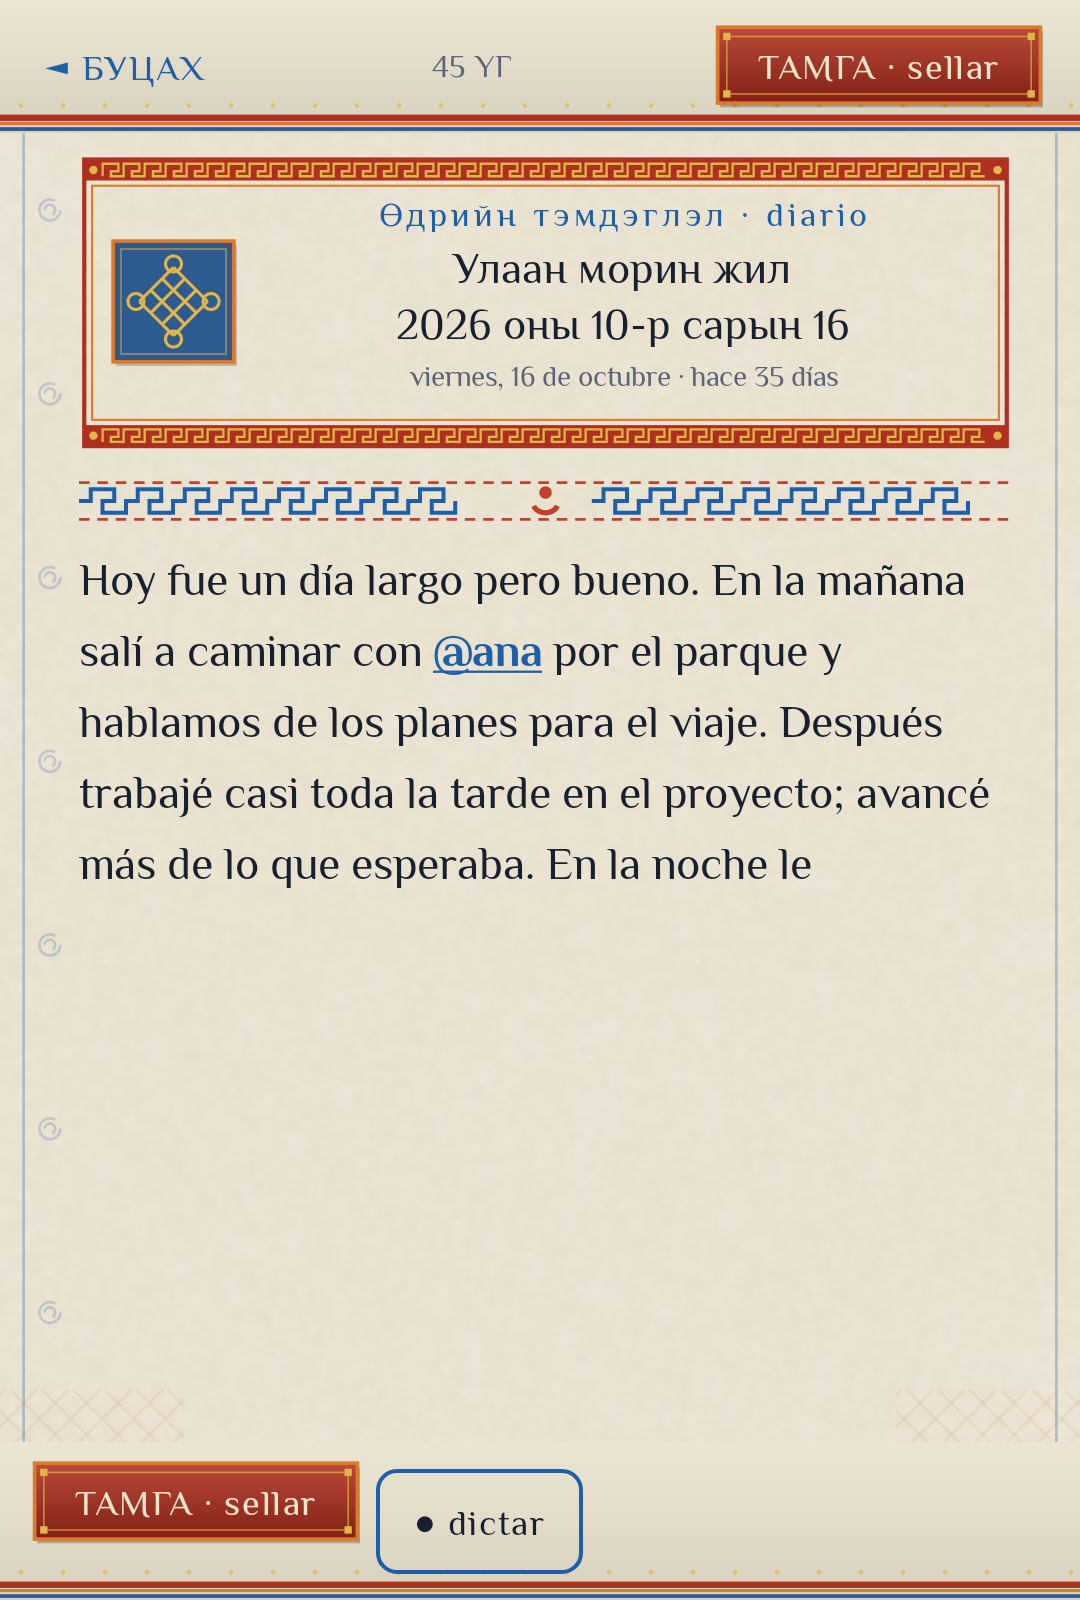 ◄ БУЦАХ
45 ҮГ
ТАМГА · sellar
Өдрийн тэмдэглэл · diario
Улаан морин жил
2026 оны 10-р сарын 16
viernes, 16 de octubre · hace 35 días
Hoy fue un día largo pero bueno. En la mañana
salí a caminar con @ana por el parque y
hablamos de los planes para el viaje. Después
trabajé casi toda la tarde en el proyecto; avancé
más de lo que esperaba. En la noche le
ТАМГА · sellar
● dictar